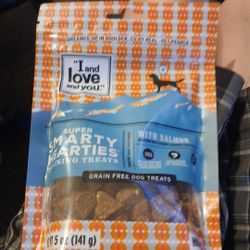 DREAMED UP IN BOULDER, CO BY REAL PET PEOPLE
"I and
love
and you."
SUPER
SMARTY
HEARTIES
TRAINING TREATS
WITH SALMON
GRAIN FREE DOG TREATS
5 oz (141 g)